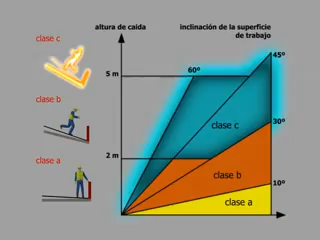 altura de caida
inclinación de la superficie
de trabajo
clase c
45º
60º
5 m
clase b
clase c
30º
clase a
2 m
clase b
10º
clase a